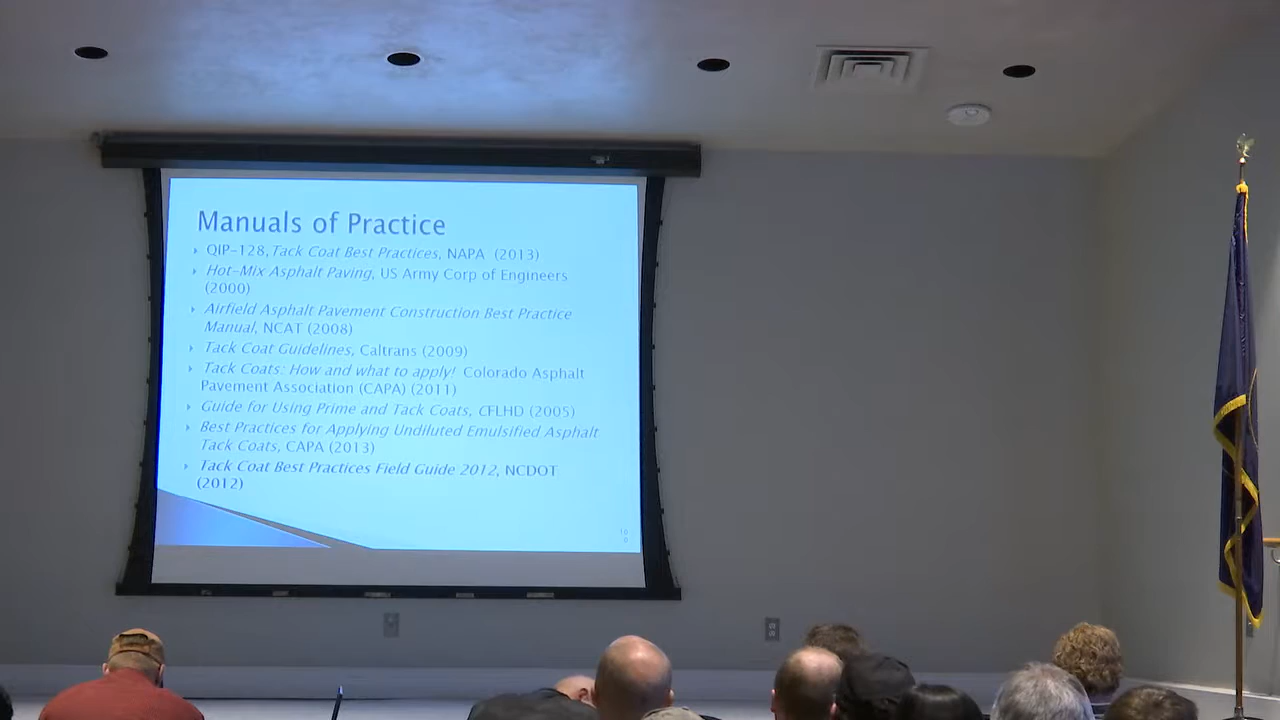 Manuals of Practice
QIP-128, Tack Coat Best Practices, NAPA (2013)
Hot-Mix Asphalt Paving, US Army Corp of Engineers
(2000)
Airfield Asphalt Pavement Construction Best Practice
Manual, NCAT (2008)
Tack Coat Guidelines, Caltrans (2009)
Tack Coats: How and what to apply! Colorado Asphalt
Pavement Association (CAPA) (2011)
Guide for Using Prime and Tack Coats, CFLHD (2005)
Best Practices for Applying Undiluted Emulsified Asphalt
Tack Coats, CAPA (2013)
Tack Coat Best Practices Field Guide 2012, NCDOT
(2012)
10
0